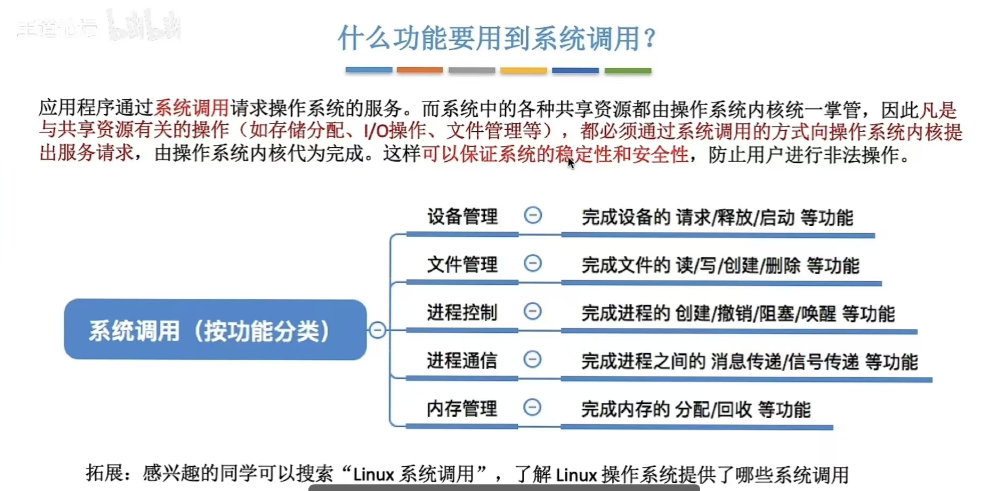 什么功能要用到系统调用？
应用程序通过系统调用请求操作系统的服务。而系统中的各种共享资源都由操作系统内核统一掌管，因此凡是
与共享资源有关的操作（如存储分配、I/O操作、文件管理等），都必须通过系统调用的方式向操作系统内核提
出服务请求，由操作系统内核代为完成。这样可以保证系统的稳定性和安全性，防止用户进行非法操作。
系统调用（按功能分类）
设备管理 完成设备的 请求/释放/启动 等功能
文件管理 完成文件的 读/写/创建/删除 等功能
进程控制 完成进程的 创建/撤销/阻塞/唤醒 等功能
进程通信 完成进程之间的 消息传递/信号传递 等功能
内存管理 完成内存的 分配/回收 等功能
拓展：感兴趣的同学可以搜索“Linux 系统调用”，了解 Linux 操作系统提供了哪些系统调用